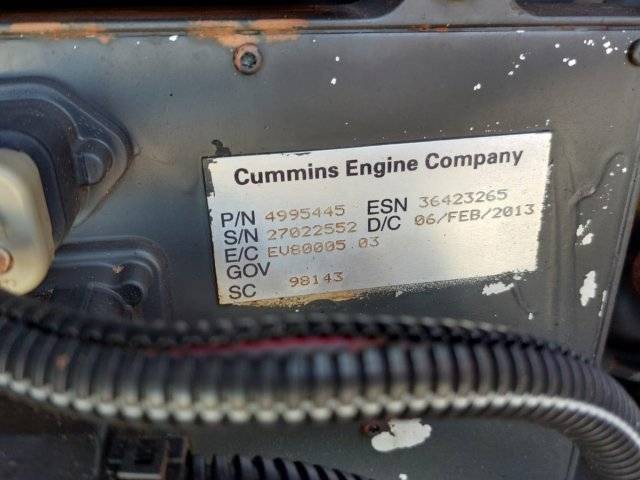 Cummins Engine Company
P/N 4995445 ESN 36423265
S/N 27022552 D/C 06/FEB/2013
E/C EV80005.03
GOV
SC 98143